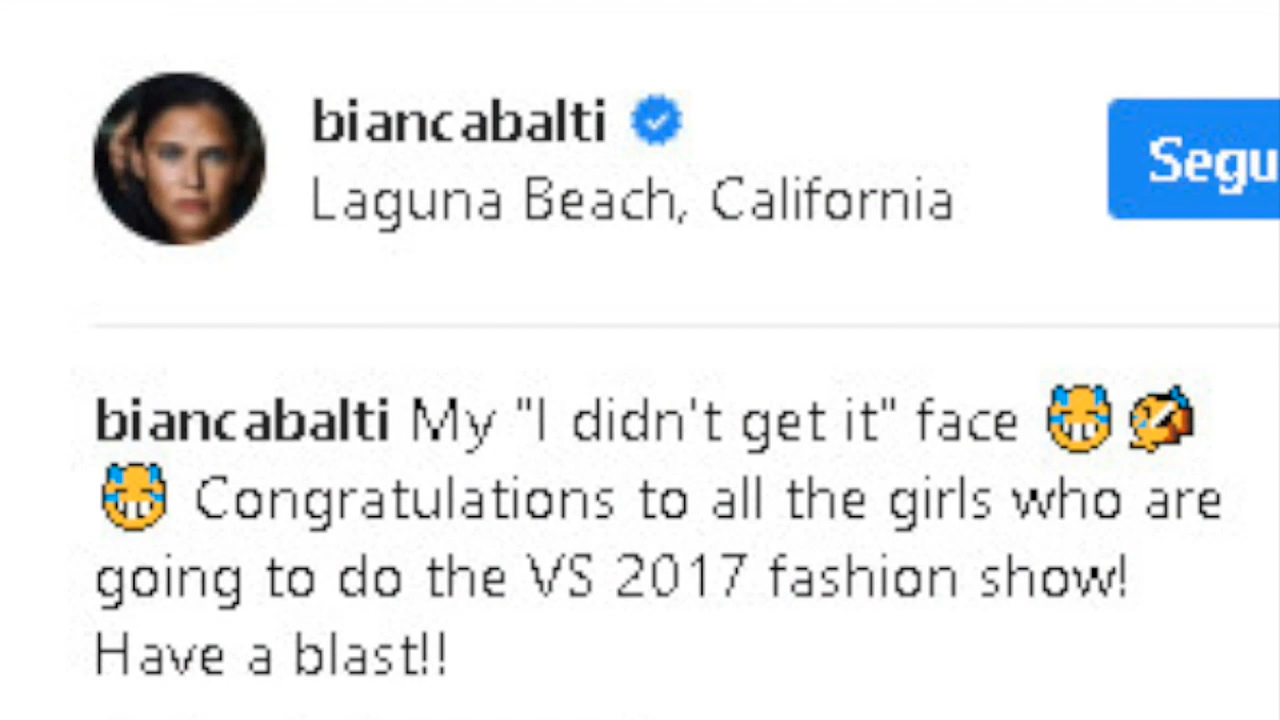 biancabalti
Laguna Beach, California
Segu
biancabalti My "I didn't get it" face 😂🤣
😂 Congratulations to all the girls who are
going to do the VS 2017 fashion show!
Have a blast!!